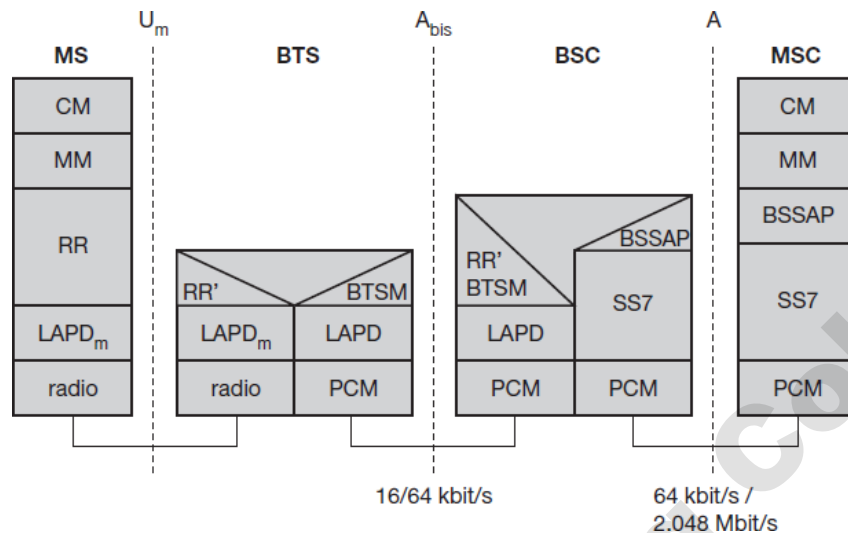 Um Abis A
MS BTS BSC MSC
CM CM
MM MM
RR BSSAP BSSAP
RR' BTSM RR' BTSM SS7 SS7
LAPDm LAPDm LAPD LAPD
radio radio PCM PCM PCM PCM
16/64 kbit/s 64 kbit/s /
2.048 Mbit/s